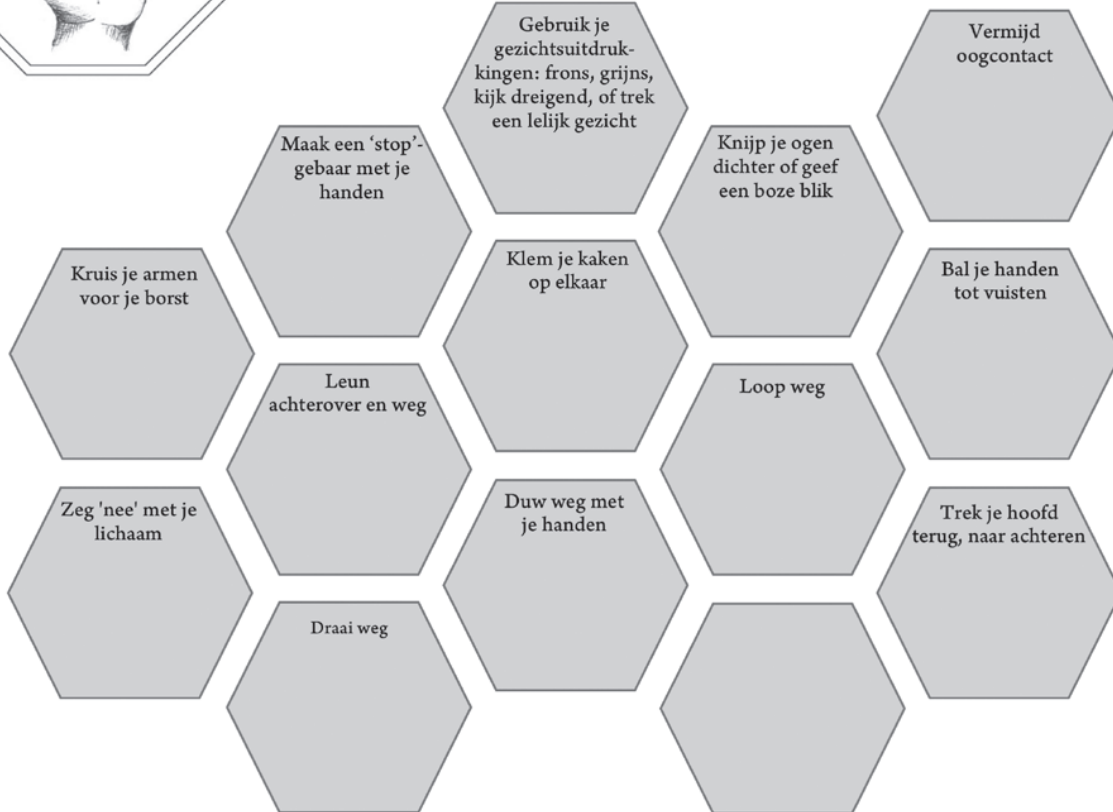 Gebruik je
gezichtsuitdruk-
kingen: frons, grijns,
kijk dreigend, of trek
een lelijk gezicht
Vermijd
oogcontact
Maak een ‘stop’-
gebaar met je
handen
Knijp je ogen
dichter of geef
een boze blik
Kruis je armen
voor je borst
Klem je kaken
op elkaar
Bal je handen
tot vuisten
Leun
achterover en weg
Loop weg
Zeg 'nee' met je
lichaam
Duw weg met
je handen
Trek je hoofd
terug, naar achteren
Draai weg